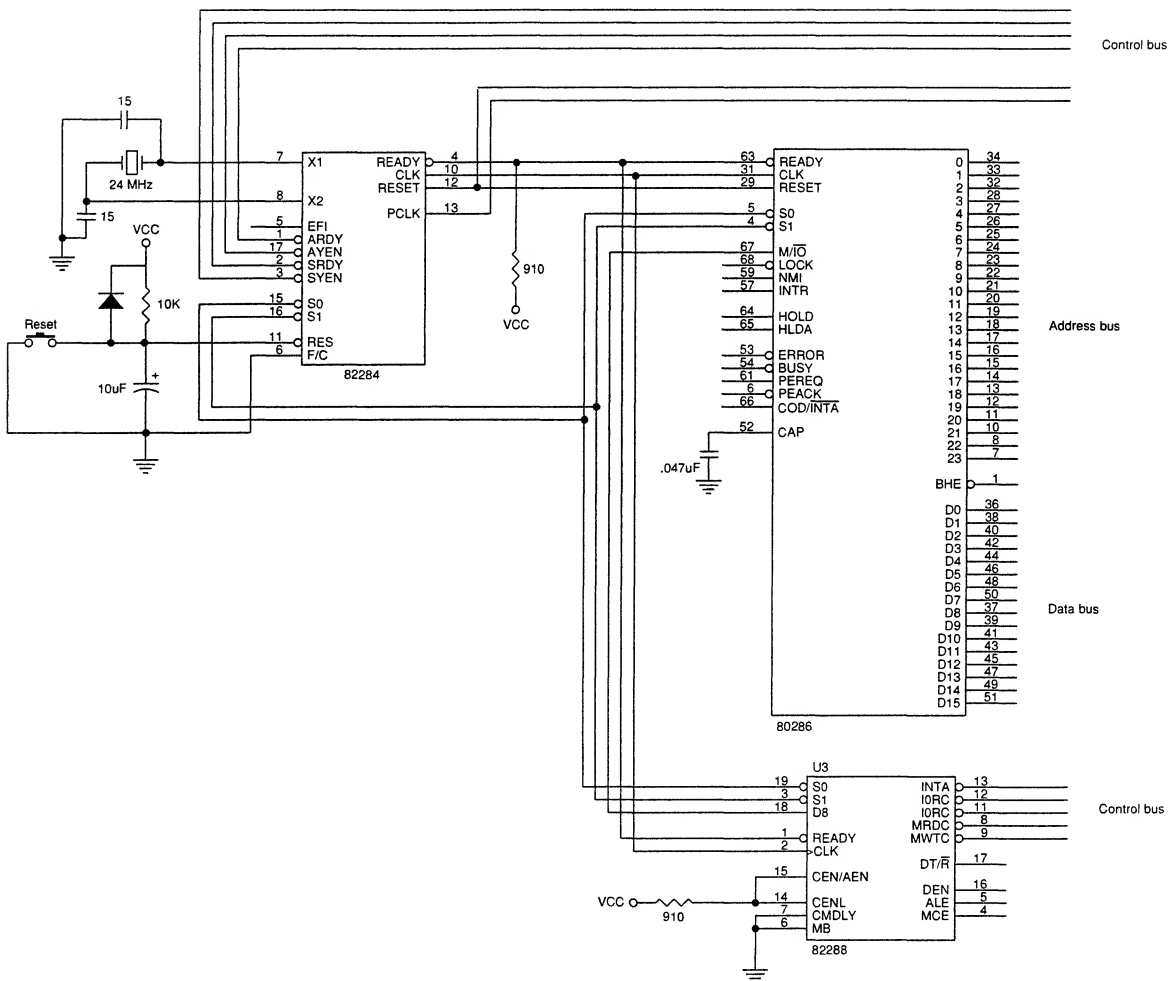 Control bus
15
24 MHz
15
VCC
10K
Reset
10uF
+
7 X1
8 X2
5 EFI
1 ARDY
17 AYEN
2 SRDY
3 SYEN
15 S0
16 S1
11 RES
6 F/C
READY 4
CLK 10
RESET 12
PCLK 13
82284
910
VCC
63 READY
31 CLK
29 RESET
5 S0
4 S1
67 M/I̅O̅
68 LOCK
59 NMI
57 INTR
64 HOLD
65 HLDA
53 ERROR
54 BUSY
61 PEREQ
6 PEACK
66 COD/I̅N̅T̅A̅
52 CAP
.047uF
0 34
1 33
2 32
3 28
4 27
5 26
6 25
7 24
8 23
9 22
10 21
11 20
12 19
13 18
14 17
15 16
16 15
17 14
18 13
19 12
20 11
21 10
22 8
23 7
Address bus
BHE 1
D0 36
D1 38
D2 40
D3 42
D4 44
D5 46
D6 48
D7 50
D8 37
D9 39
D10 41
D11 43
D12 45
D13 47
D14 49
D15 51
Data bus
80286
U3
19 S0
3 S1
18 D8
1 READY
2 CLK
15 CEN/AEN
14 CENL
7 CMDLY
6 MB
VCC
910
INTA 13
I0RC 12
I0RC 11
MRDC 8
MWTC 9
DT/R̅ 17
DEN 16
ALE 5
MCE 4
Control bus
82288